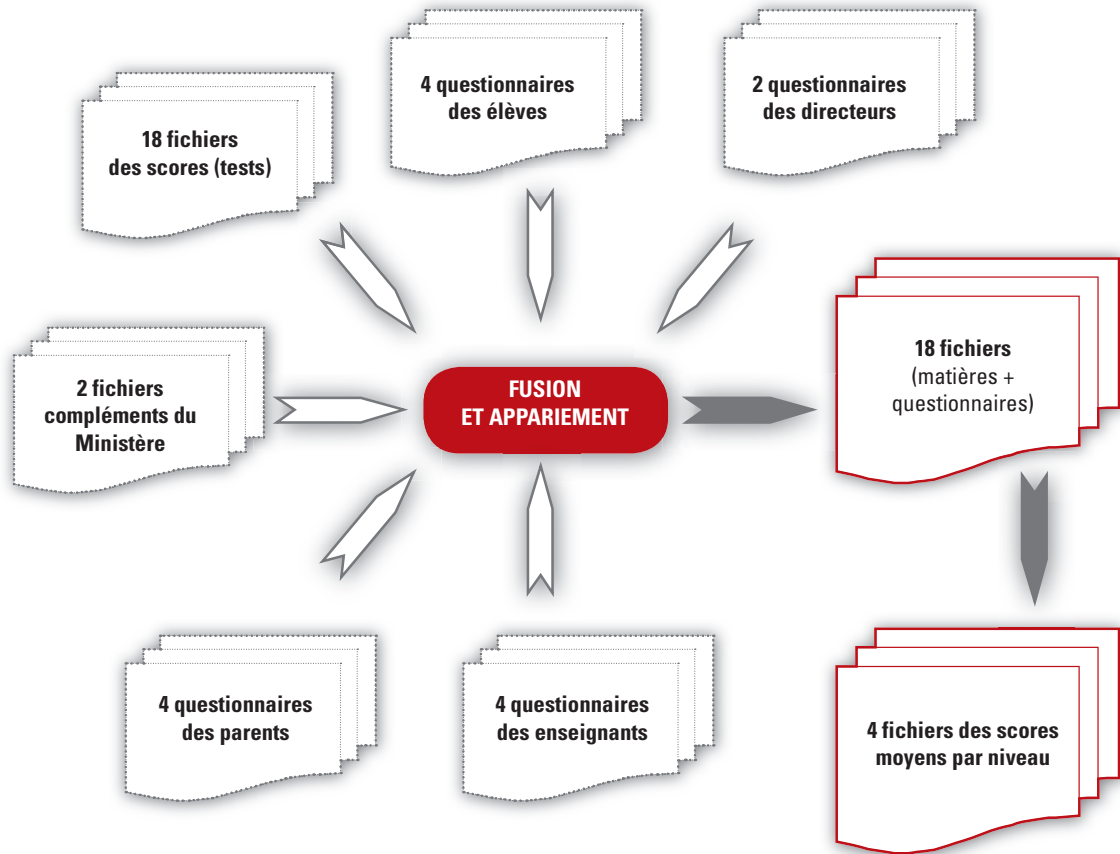 4 questionnaires
des élèves
2 questionnaires
des directeurs
18 fichiers
des scores (tests)
18 fichiers
(matières +
questionnaires)
2 fichiers
compléments du
Ministère
FUSION
ET APPARIEMENT
4 questionnaires
des parents
4 questionnaires
des enseignants
4 fichiers des scores
moyens par niveau